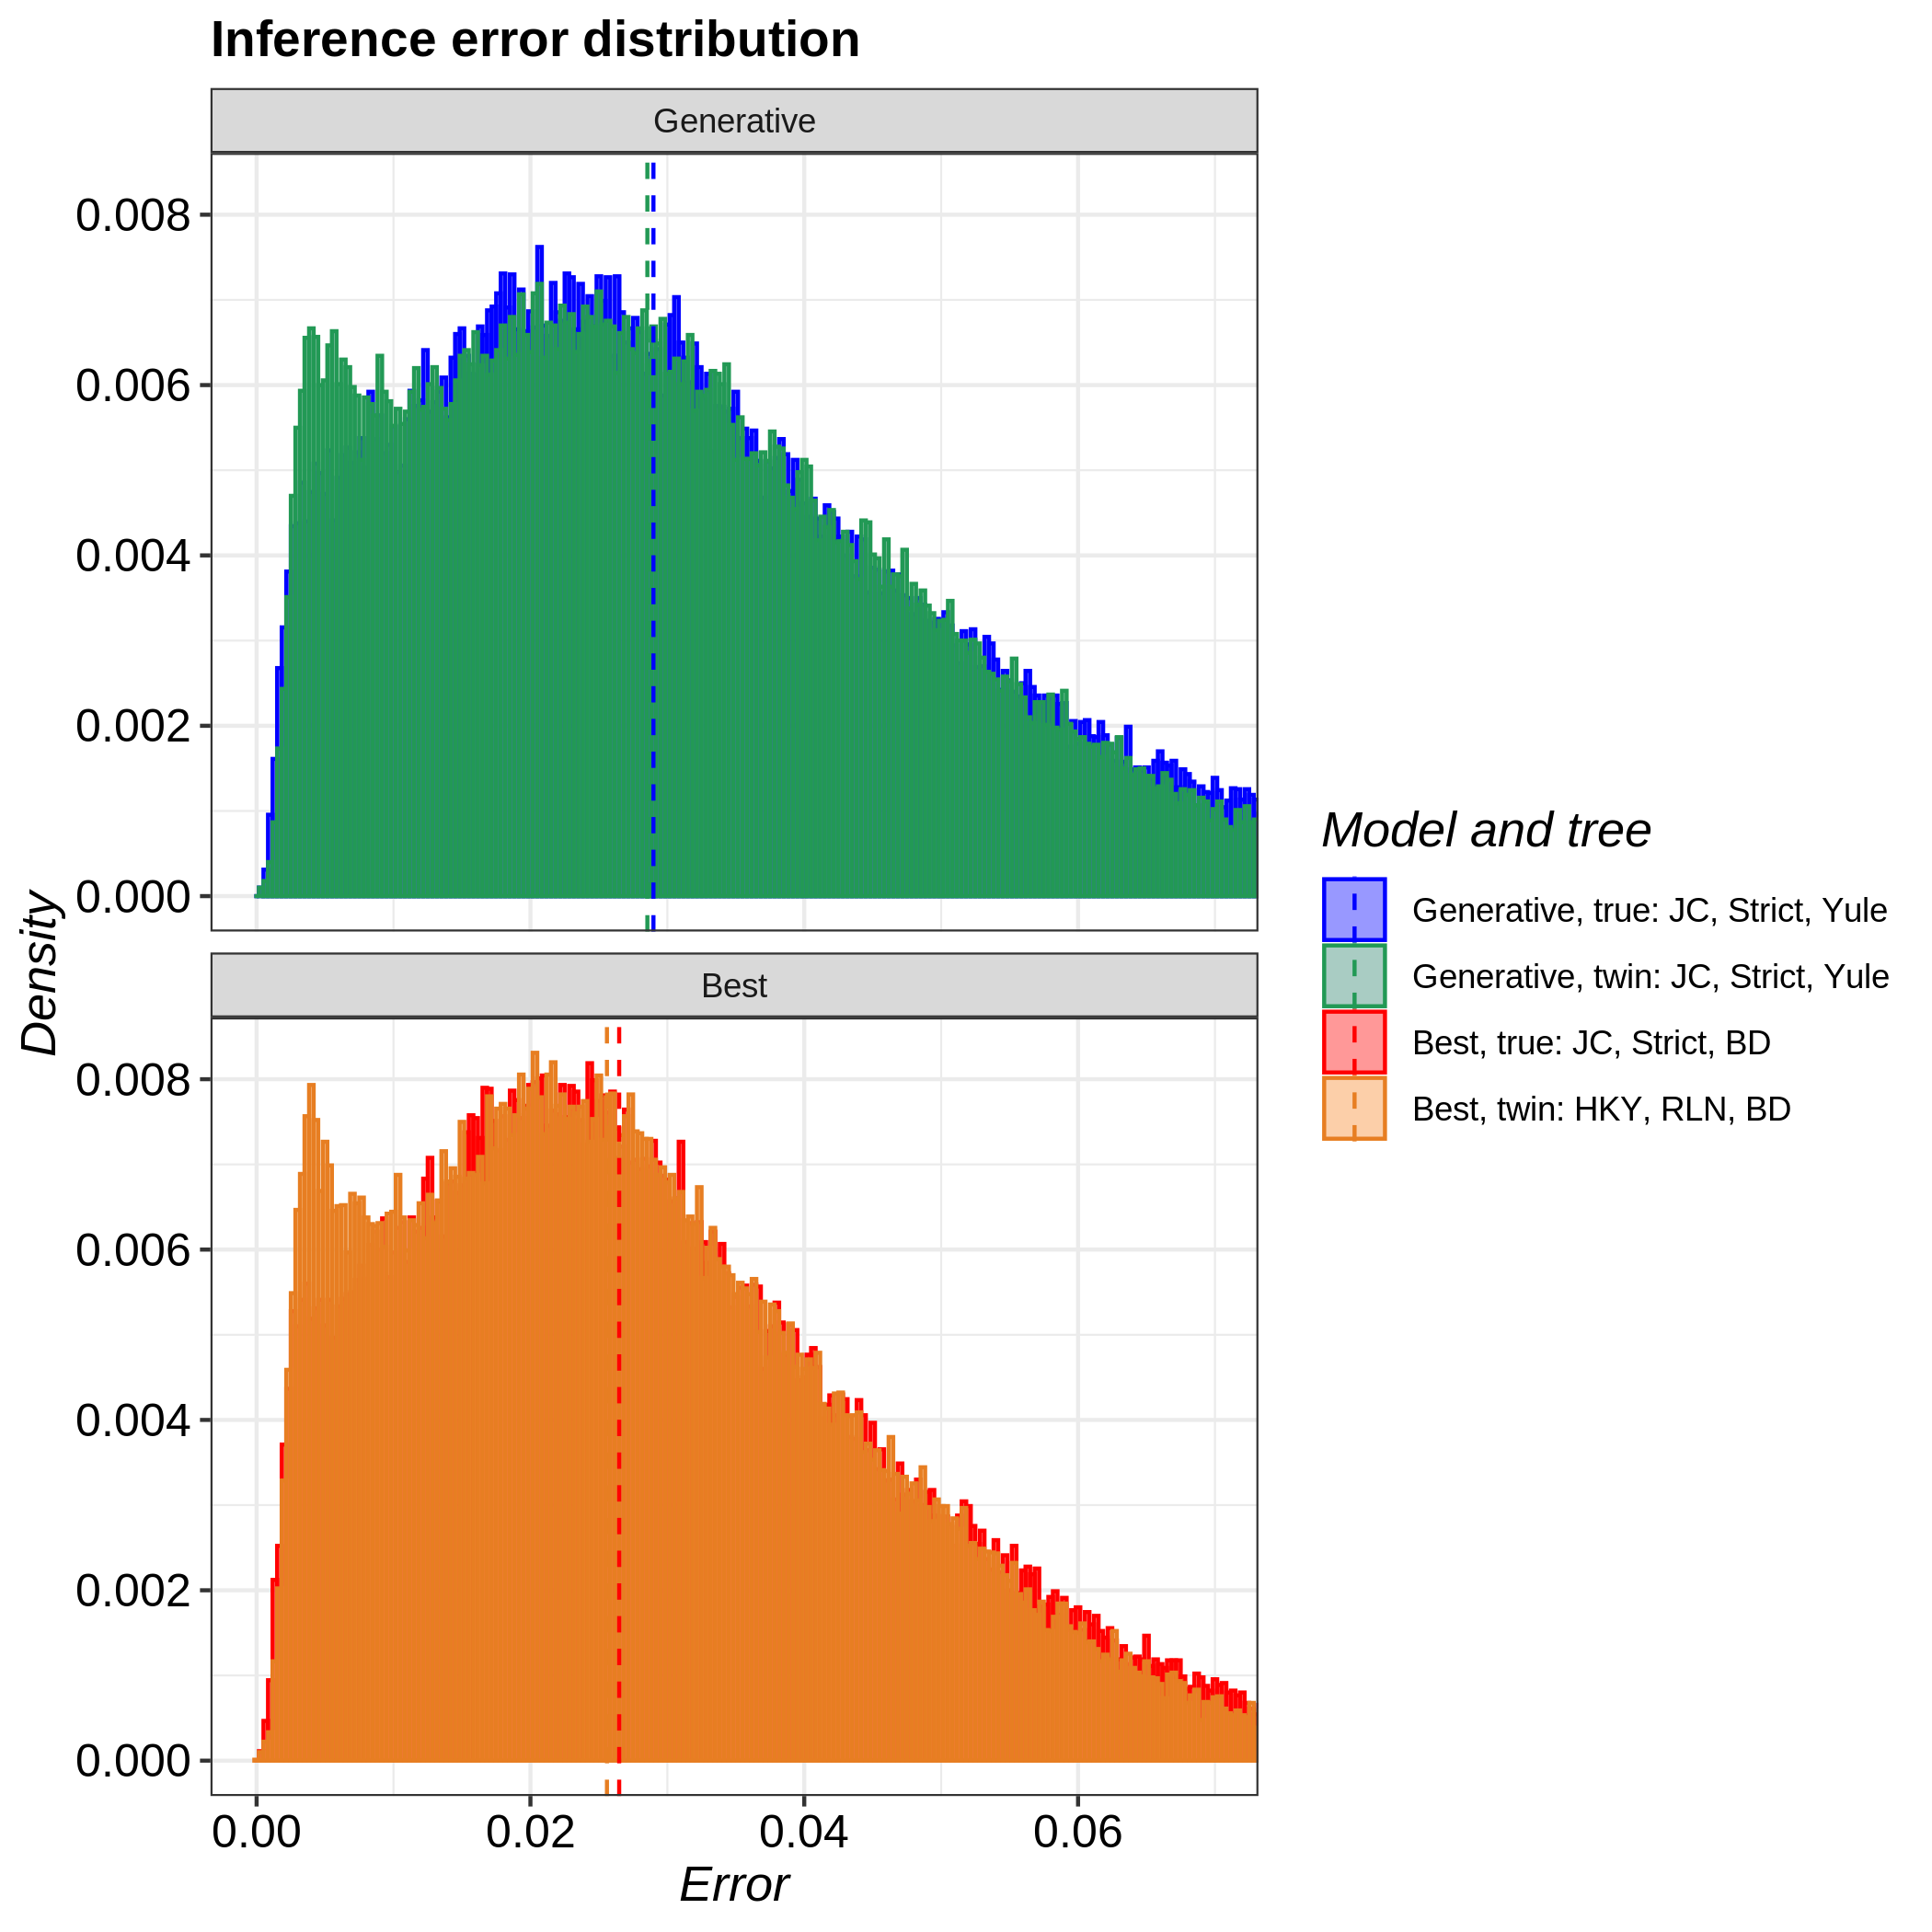 Inference error distribution
Generative
0.008
0.006
0.004
0.002
0.000
Density
Best
0.008
0.006
0.004
0.002
0.000
0.00 0.02 0.04 0.06
Error
Model and tree
Generative, true: JC, Strict, Yule
Generative, twin: JC, Strict, Yule
Best, true: JC, Strict, BD
Best, twin: HKY, RLN, BD